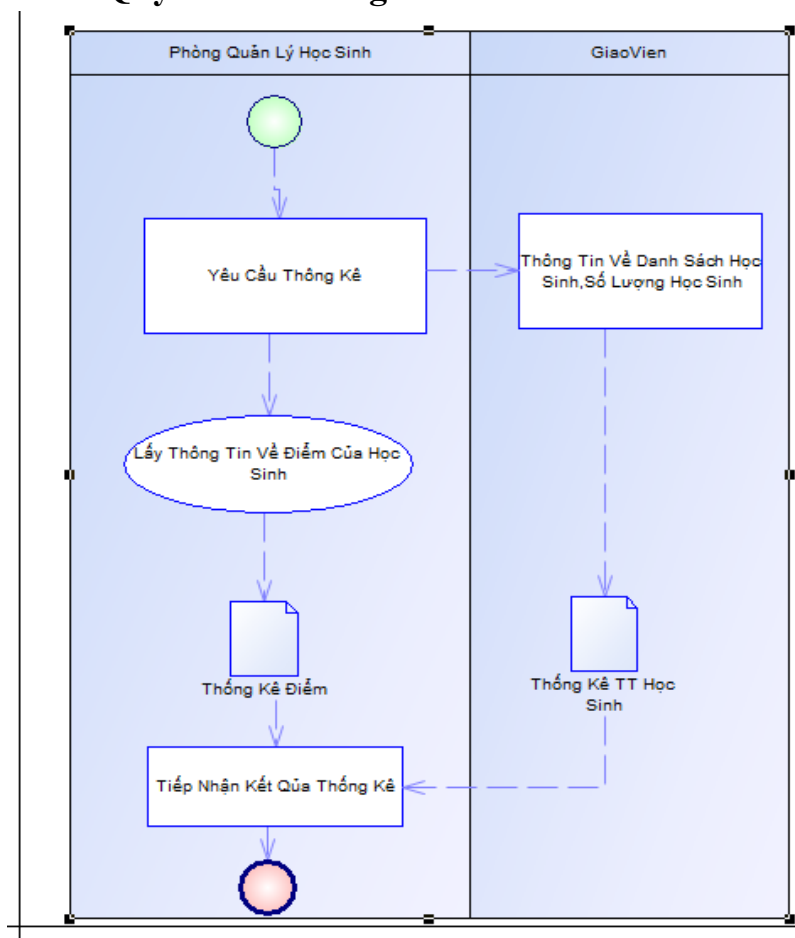 Phòng Quản Lý Học Sinh
GiaoVien
Yêu Cầu Thống Kê
Thông Tin Về Danh Sách Học
Sinh,Số Lượng Học Sinh
Lấy Thông Tin Về Điểm Của Học
Sinh
Thống Kê Điểm
Thống Kê TT Học
Sinh
Tiếp Nhận Kết Qủa Thống Kê